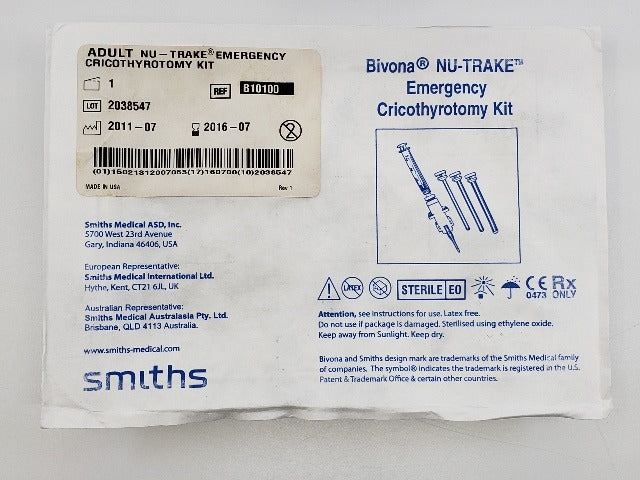 ADULT NU-TRAKE® EMERGENCY
CRICOTHYROTOMY KIT
1
REF B10100
LOT 2038547
2011-07 2016-07
2
(01)15021312007053(17)160700(10)2038547
MADE IN USA Rev 1
Smiths Medical ASD, Inc.
5700 West 23rd Avenue
Gary, Indiana 46406, USA
European Representative:
Smiths Medical International Ltd.
Hythe, Kent, CT21 6JL, UK
Australian Representative:
Smiths Medical Australasia Pty. Ltd.
Brisbane, QLD 4113 Australia.
www.smiths-medical.com
smiths
Bivona® NU-TRAKE™
Emergency
Cricothyrotomy Kit
LATEX 2 STERILE EO CE 0473 Rx ONLY
Attention, see instructions for use. Latex free.
Do not use if package is damaged. Sterilised using ethylene oxide.
Keep away from Sunlight. Keep dry.
Bivona and Smiths design mark are trademarks of the Smiths Medical family
of companies. The symbol® indicates the trademark is registered in the U.S.
Patent & Trademark Office & certain other countries.